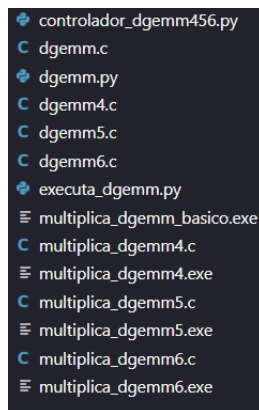 controlador_dgemm456.py
C dgemm.c
dgemm.py
C dgemm4.c
C dgemm5.c
C dgemm6.c
executa_dgemm.py
multiplica_dgemm_basico.exe
C multiplica_dgemm4.c
multiplica_dgemm4.exe
C multiplica_dgemm5.c
multiplica_dgemm5.exe
C multiplica_dgemm6.c
multiplica_dgemm6.exe